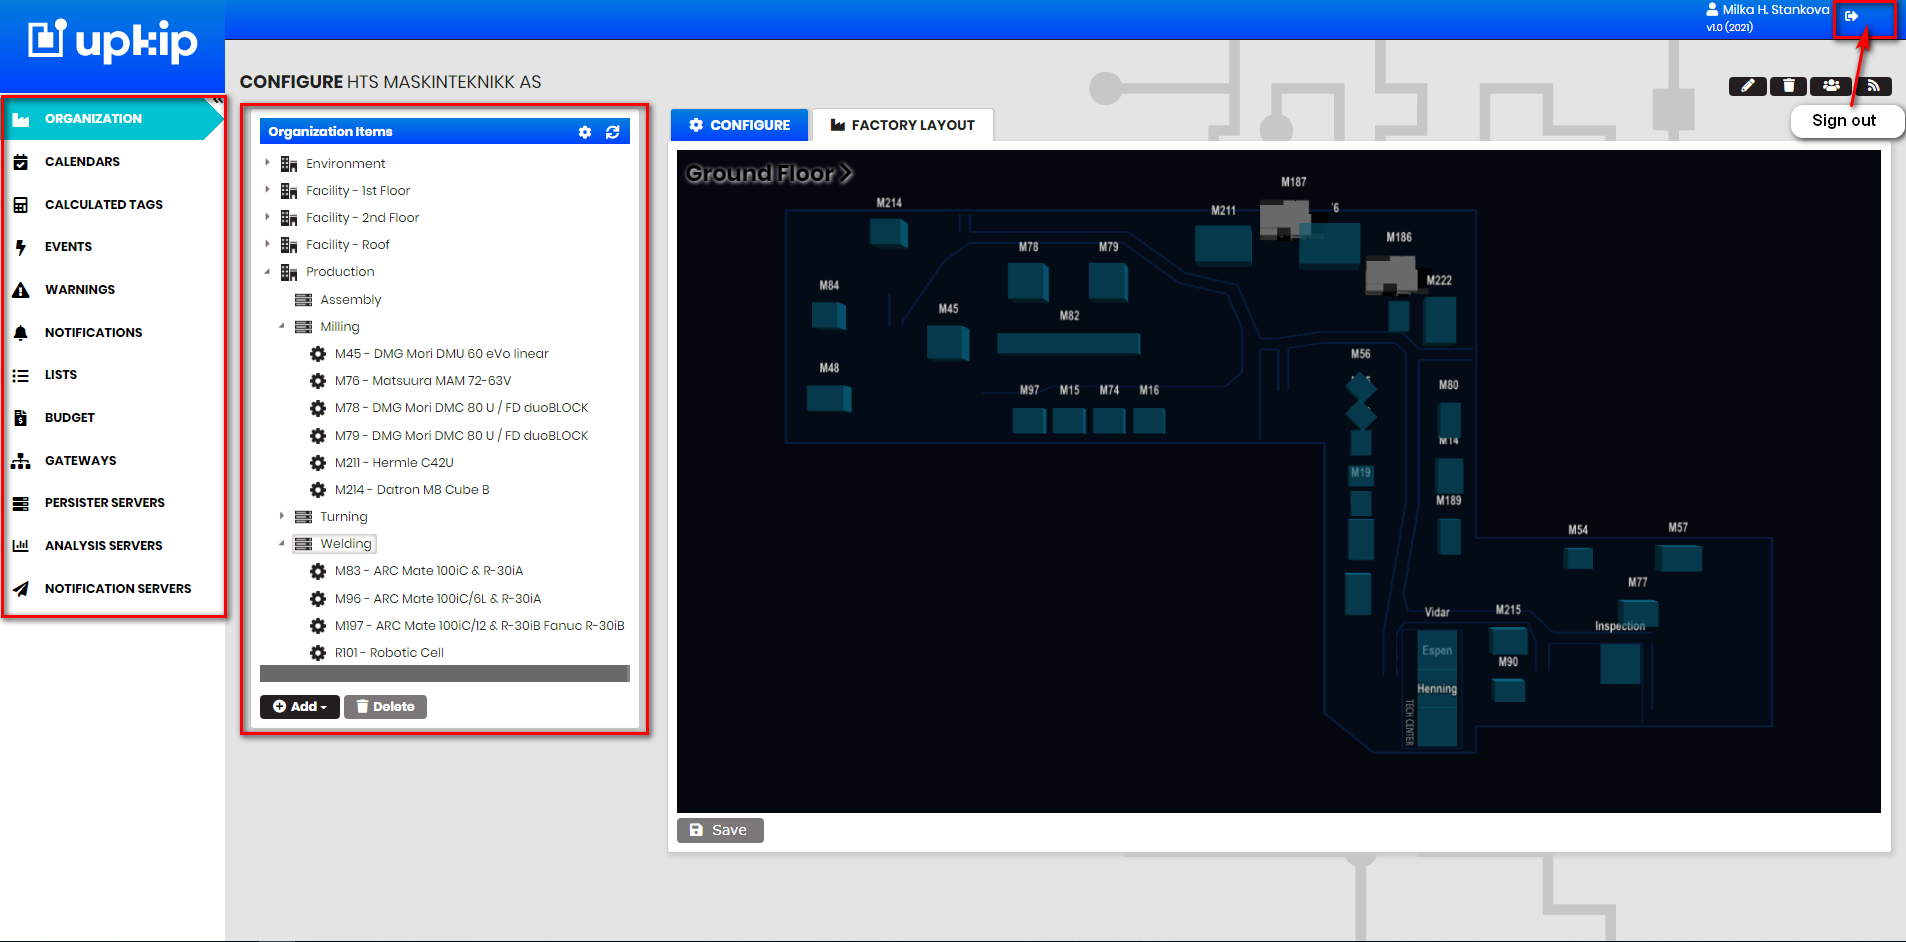 upkip
Milka H. Stankova
v1.0 (2021)
Sign out
CONFIGURE HTS MASKINTEKNIKK AS
ORGANIZATION
CALENDARS
CALCULATED TAGS
EVENTS
WARNINGS
NOTIFICATIONS
LISTS
BUDGET
GATEWAYS
PERSISTER SERVERS
ANALYSIS SERVERS
NOTIFICATION SERVERS
Organization Items
Environment
Facility - 1st Floor
Facility - 2nd Floor
Facility - Roof
Production
Assembly
Milling
M45 - DMG Mori DMU 60 eVo linear
M76 - Matsuura MAM 72-63V
M78 - DMG Mori DMC 80 U / FD duoBLOCK
M79 - DMG Mori DMC 80 U / FD duoBLOCK
M211 - Hermle C42U
M214 - Datron M8 Cube B
Turning
Welding
M83 - ARC Mate 100iC & R-30iA
M96 - ARC Mate 100iC/6L & R-30iA
M197 - ARC Mate 100iC/12 & R-30iB Fanuc R-30iB
R101 - Robotic Cell
Add
Delete
CONFIGURE
FACTORY LAYOUT
Ground Floor
M187
M214
M211
M186
M78 M79
M222
M84
M45
M82
M56
M48
M97 M15 M74 M16
M80
M14
M19
M189
M54
M57
M77
Vidar
M215
Inspection
Espen
M90
Henning
TECH CENTER
Save